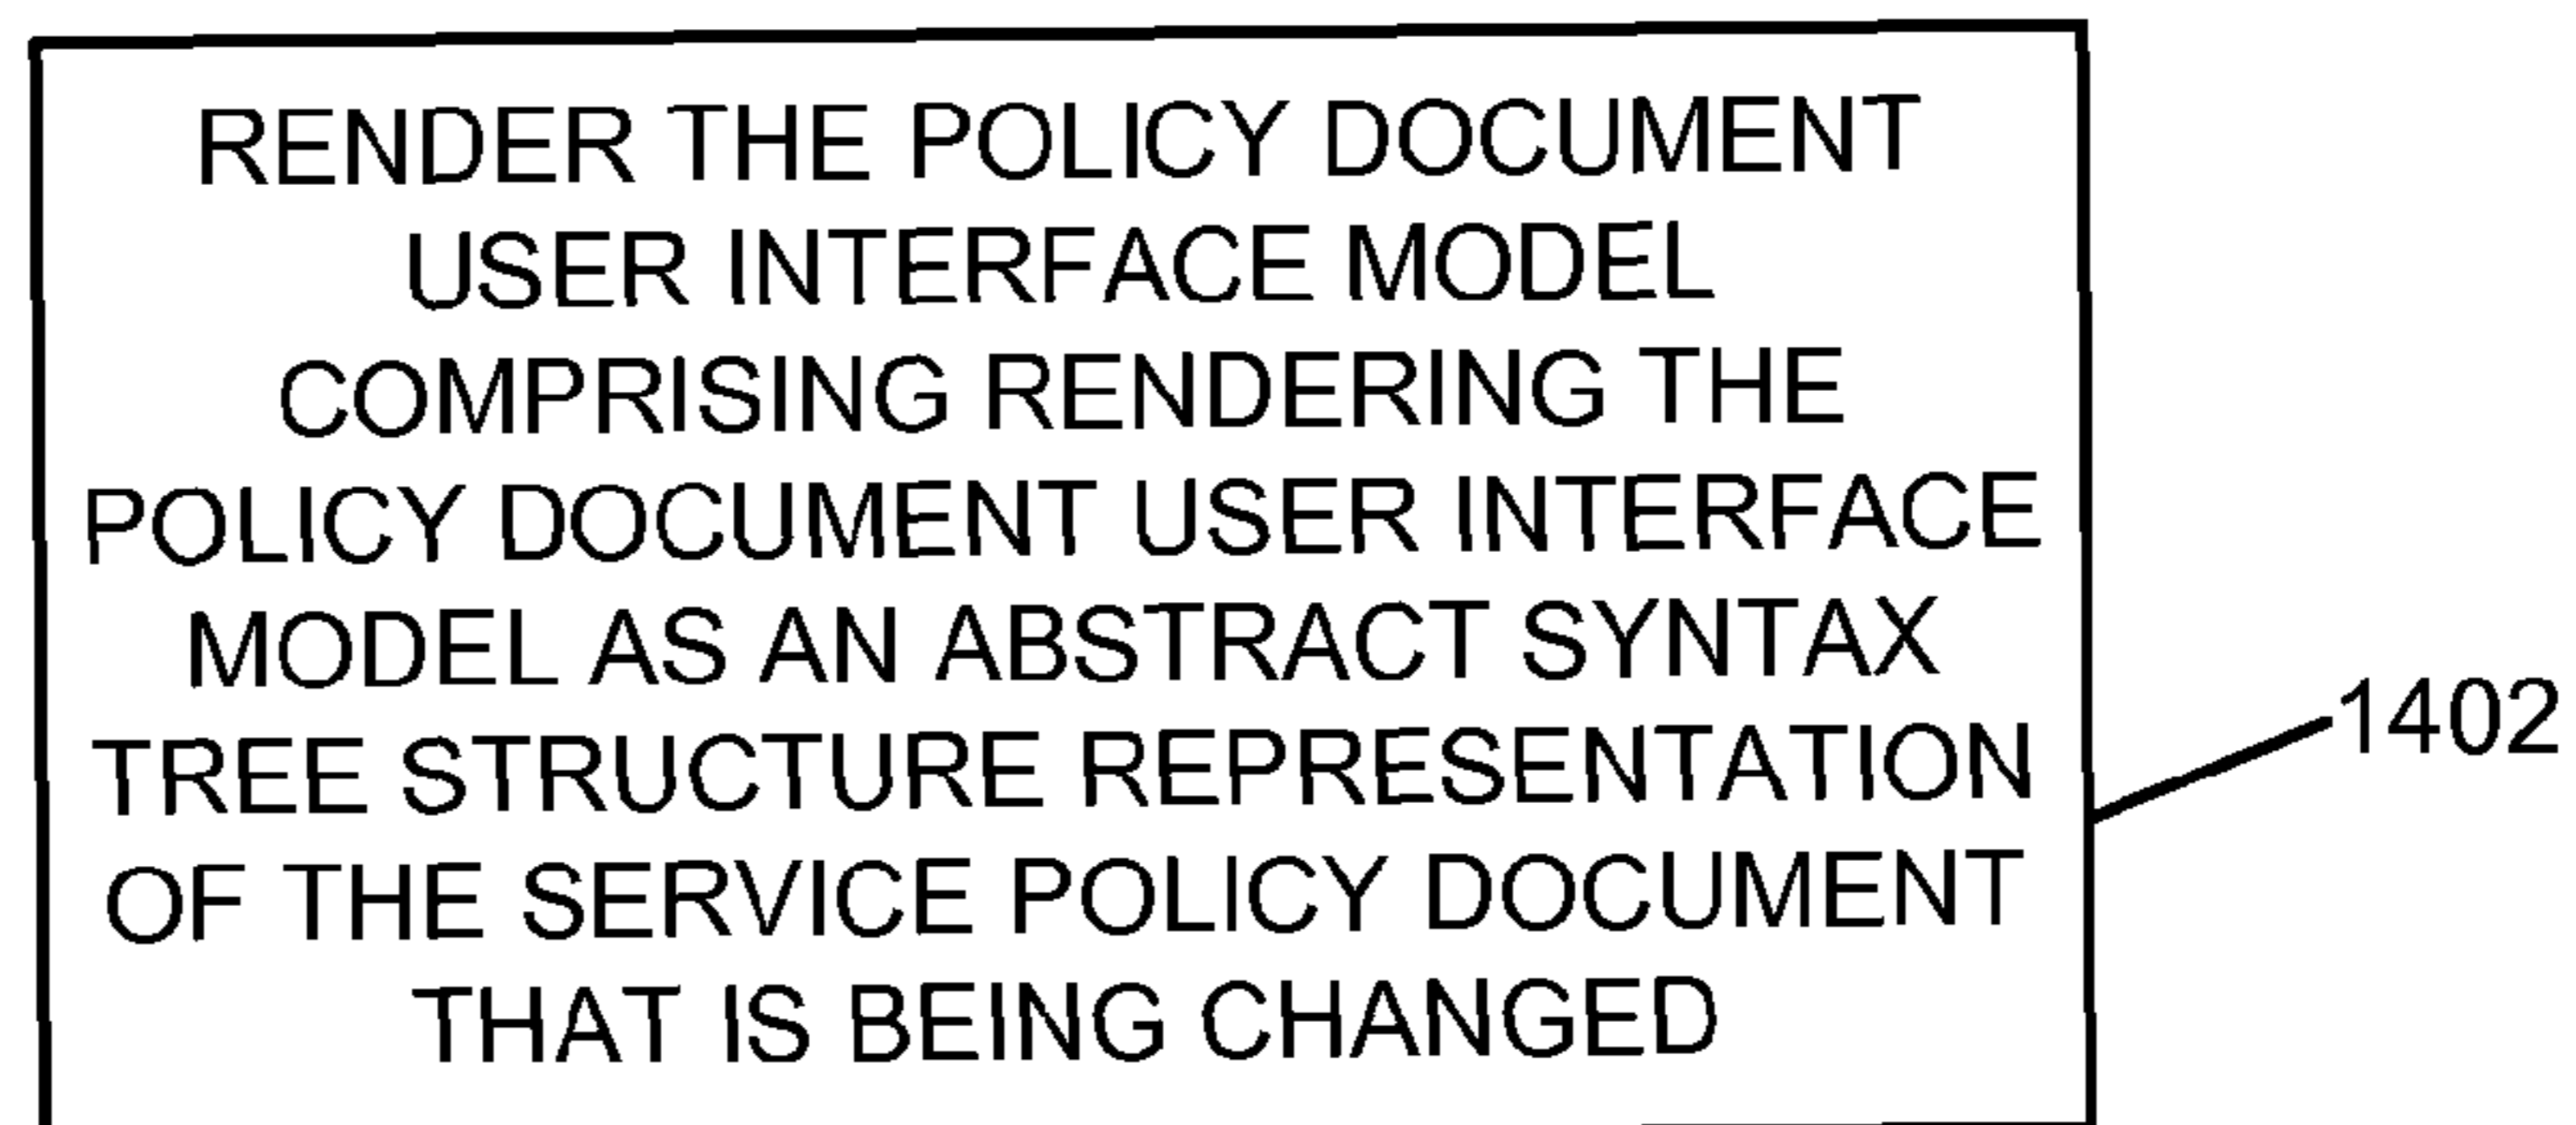 RENDER THE POLICY DOCUMENT
USER INTERFACE MODEL
COMPRISING RENDERING THE
POLICY DOCUMENT USER INTERFACE
MODEL AS AN ABSTRACT SYNTAX
TREE STRUCTURE REPRESENTATION
OF THE SERVICE POLICY DOCUMENT
THAT IS BEING CHANGED
1402